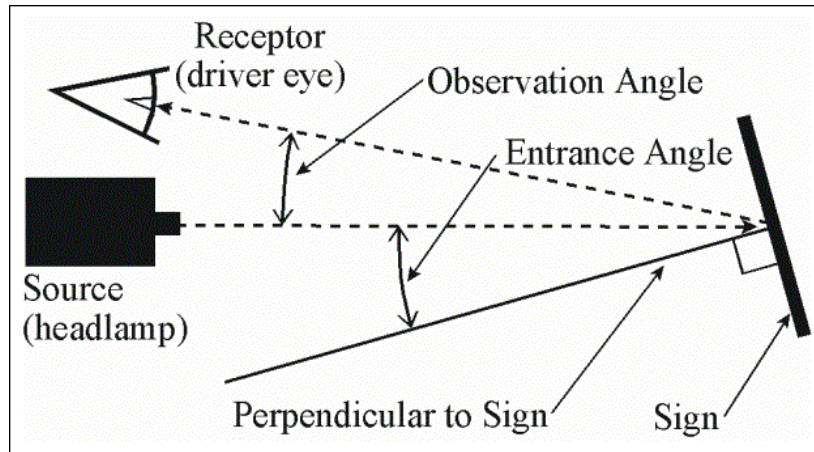 Receptor
(driver eye)
Observation Angle
Entrance Angle
Source
(headlamp)
Perpendicular to Sign
Sign